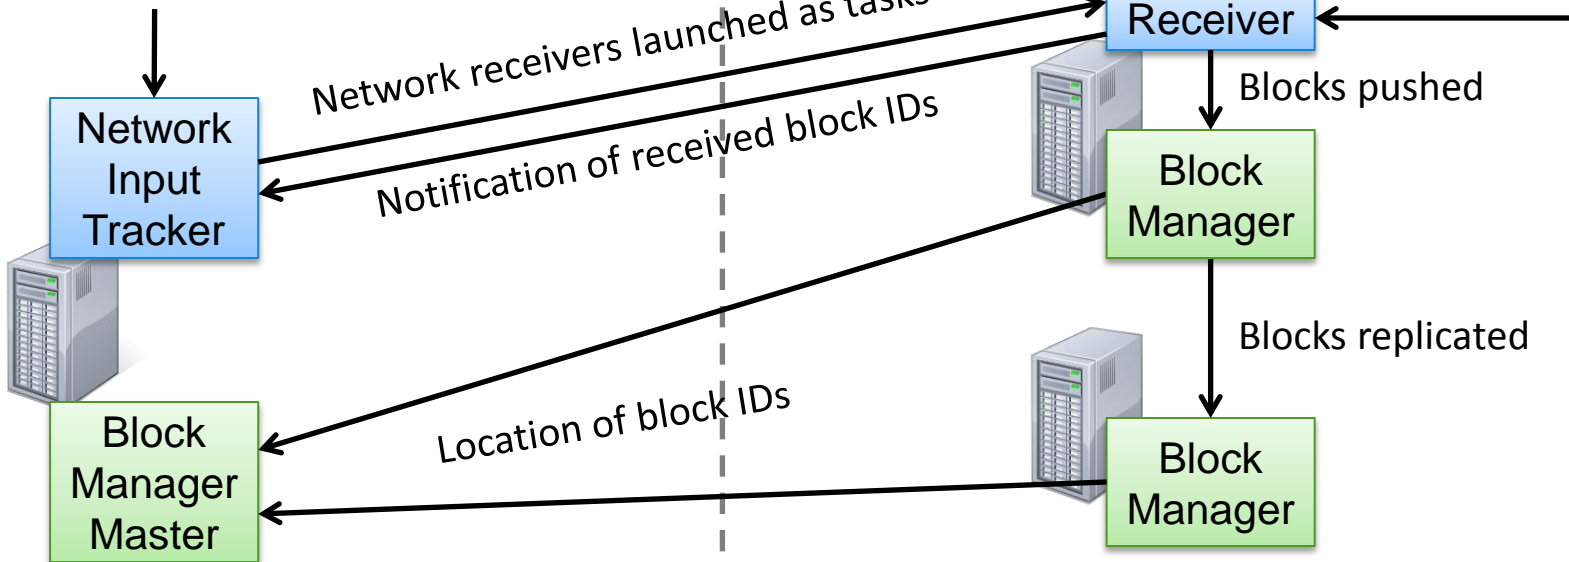 Network receivers launched as tasks
Receiver
Blocks pushed
Network
Input
Tracker
Notification of received block IDs
Block
Manager
Blocks replicated
Location of block IDs
Block
Manager
Master
Block
Manager